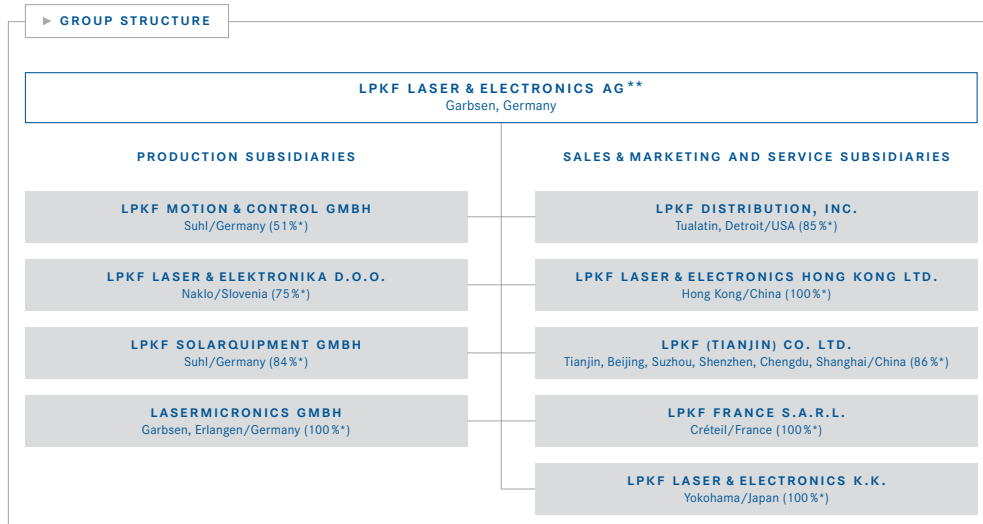 ► GROUP STRUCTURE
LPKF LASER & ELECTRONICS AG**
Garbsen, Germany
PRODUCTION SUBSIDIARIES
LPKF MOTION & CONTROL GMBH
Suhl/Germany (51 %*)
LPKF LASER & ELEKTRONIKA D.O.O.
Naklo/Slovenia (75 %*)
LPKF SOLARQUIPMENT GMBH
Suhl/Germany (84 %*)
LASERMICRONICS GMBH
Garbsen, Erlangen/Germany (100 %*)
SALES & MARKETING AND SERVICE SUBSIDIARIES
LPKF DISTRIBUTION, INC.
Tualatin, Detroit/USA (85 %*)
LPKF LASER & ELECTRONICS HONG KONG LTD.
Hong Kong/China (100 %*)
LPKF (TIANJIN) CO. LTD.
Tianjin, Beijing, Suzhou, Shenzhen, Chengdu, Shanghai/China (86 %*)
LPKF FRANCE S.A.R.L.
Créteil/France (100 %*)
LPKF LASER & ELECTRONICS K.K.
Yokohama/Japan (100 %*)